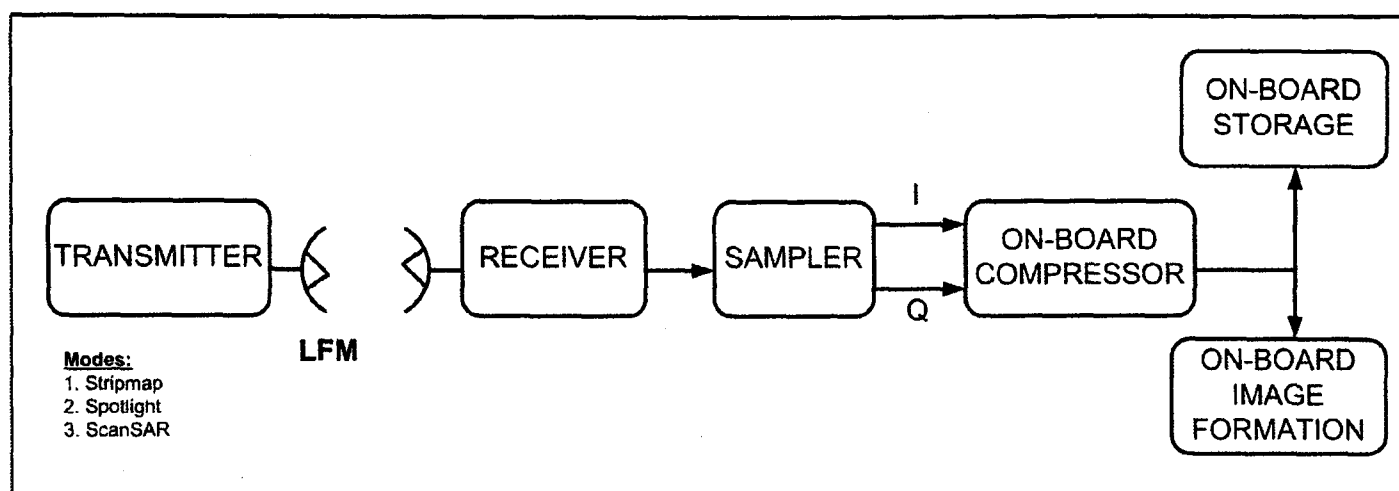 TRANSMITTER
LFM
RECEIVER
SAMPLER
I
Q
ON-BOARD
COMPRESSOR
ON-BOARD
STORAGE
ON-BOARD
IMAGE
FORMATION
Modes:
1. Stripmap
2. Spotlight
3. ScanSAR